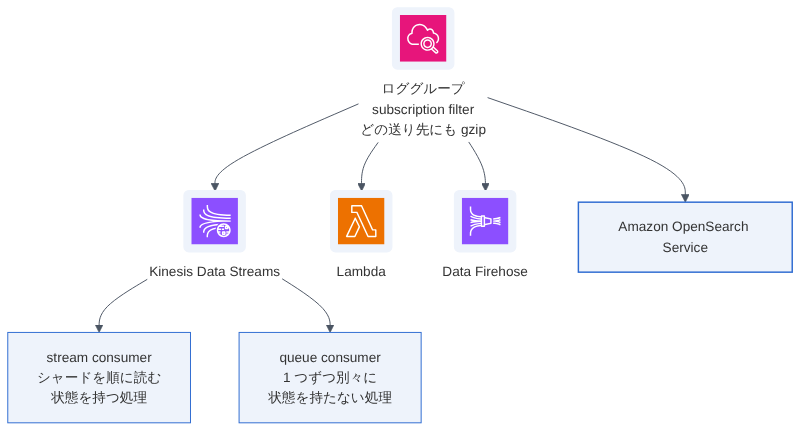 ロググループ
subscription filter
どの送り先にも gzip
Kinesis Data Streams
Lambda
Data Firehose
Amazon OpenSearch
Service
stream consumer
シャードを順に読む
状態を持つ処理
queue consumer
1 つずつ別々に
状態を持たない処理